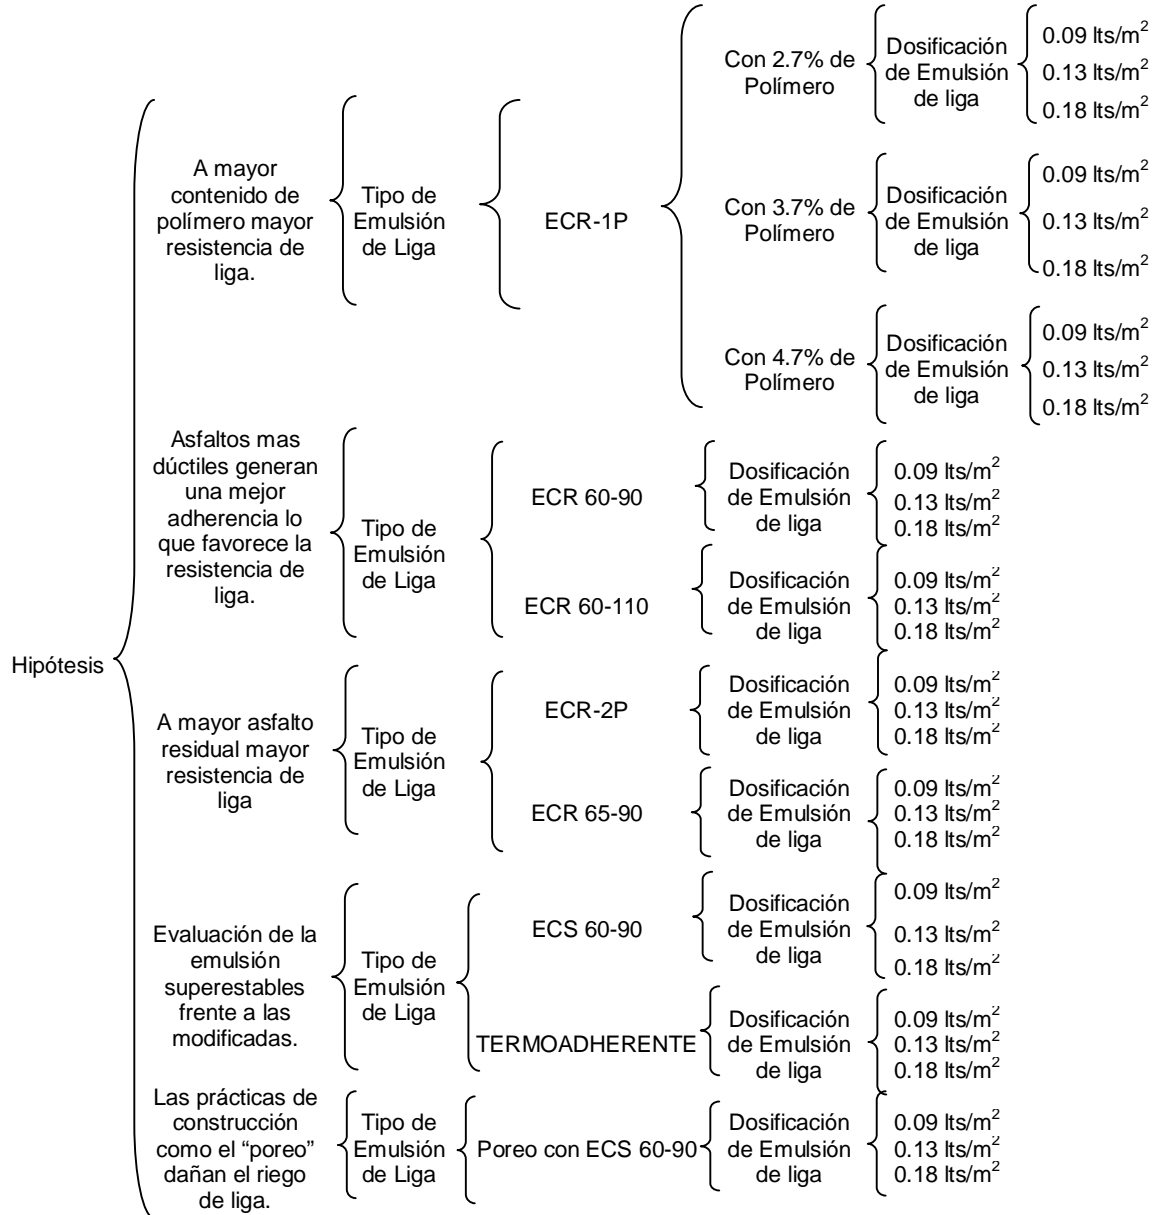 Hipótesis
A mayor
contenido de
polímero mayor
resistencia de
liga.
Tipo de
Emulsión
de Liga
ECR-1P
Con 2.7% de
Polímero
Dosificación
de Emulsión
de liga
0.09 lts/m²
0.13 lts/m²
0.18 lts/m²
Con 3.7% de
Polímero
Dosificación
de Emulsión
de liga
0.09 lts/m²
0.13 lts/m²
0.18 lts/m²
Con 4.7% de
Polímero
Dosificación
de Emulsión
de liga
0.09 lts/m²
0.13 lts/m²
0.18 lts/m²
Asfaltos mas
dúctiles generan
una mejor
adherencia lo
que favorece la
resistencia de
liga.
Tipo de
Emulsión
de Liga
ECR 60-90
Dosificación
de Emulsión
de liga
0.09 lts/m²
0.13 lts/m²
0.18 lts/m²
ECR 60-110
Dosificación
de Emulsión
de liga
0.09 lts/m²
0.13 lts/m²
0.18 lts/m²
A mayor asfalto
residual mayor
resistencia de
liga
Tipo de
Emulsión
de Liga
ECR-2P
Dosificación
de Emulsión
de liga
0.09 lts/m²
0.13 lts/m²
0.18 lts/m²
ECR 65-90
Dosificación
de Emulsión
de liga
0.09 lts/m²
0.13 lts/m²
0.18 lts/m²
Evaluación de la
emulsión
superestables
frente a las
modificadas.
Tipo de
Emulsión
de Liga
ECS 60-90
Dosificación
de Emulsión
de liga
0.09 lts/m²
0.13 lts/m²
0.18 lts/m²
TERMOADHERENTE
Dosificación
de Emulsión
de liga
0.09 lts/m²
0.13 lts/m²
0.18 lts/m²
Las prácticas de
construcción
como el “poreo”
dañan el riego
de liga.
Tipo de
Emulsión
de Liga
Poreo con ECS 60-90
Dosificación
de Emulsión
de liga
0.09 lts/m²
0.13 lts/m²
0.18 lts/m²